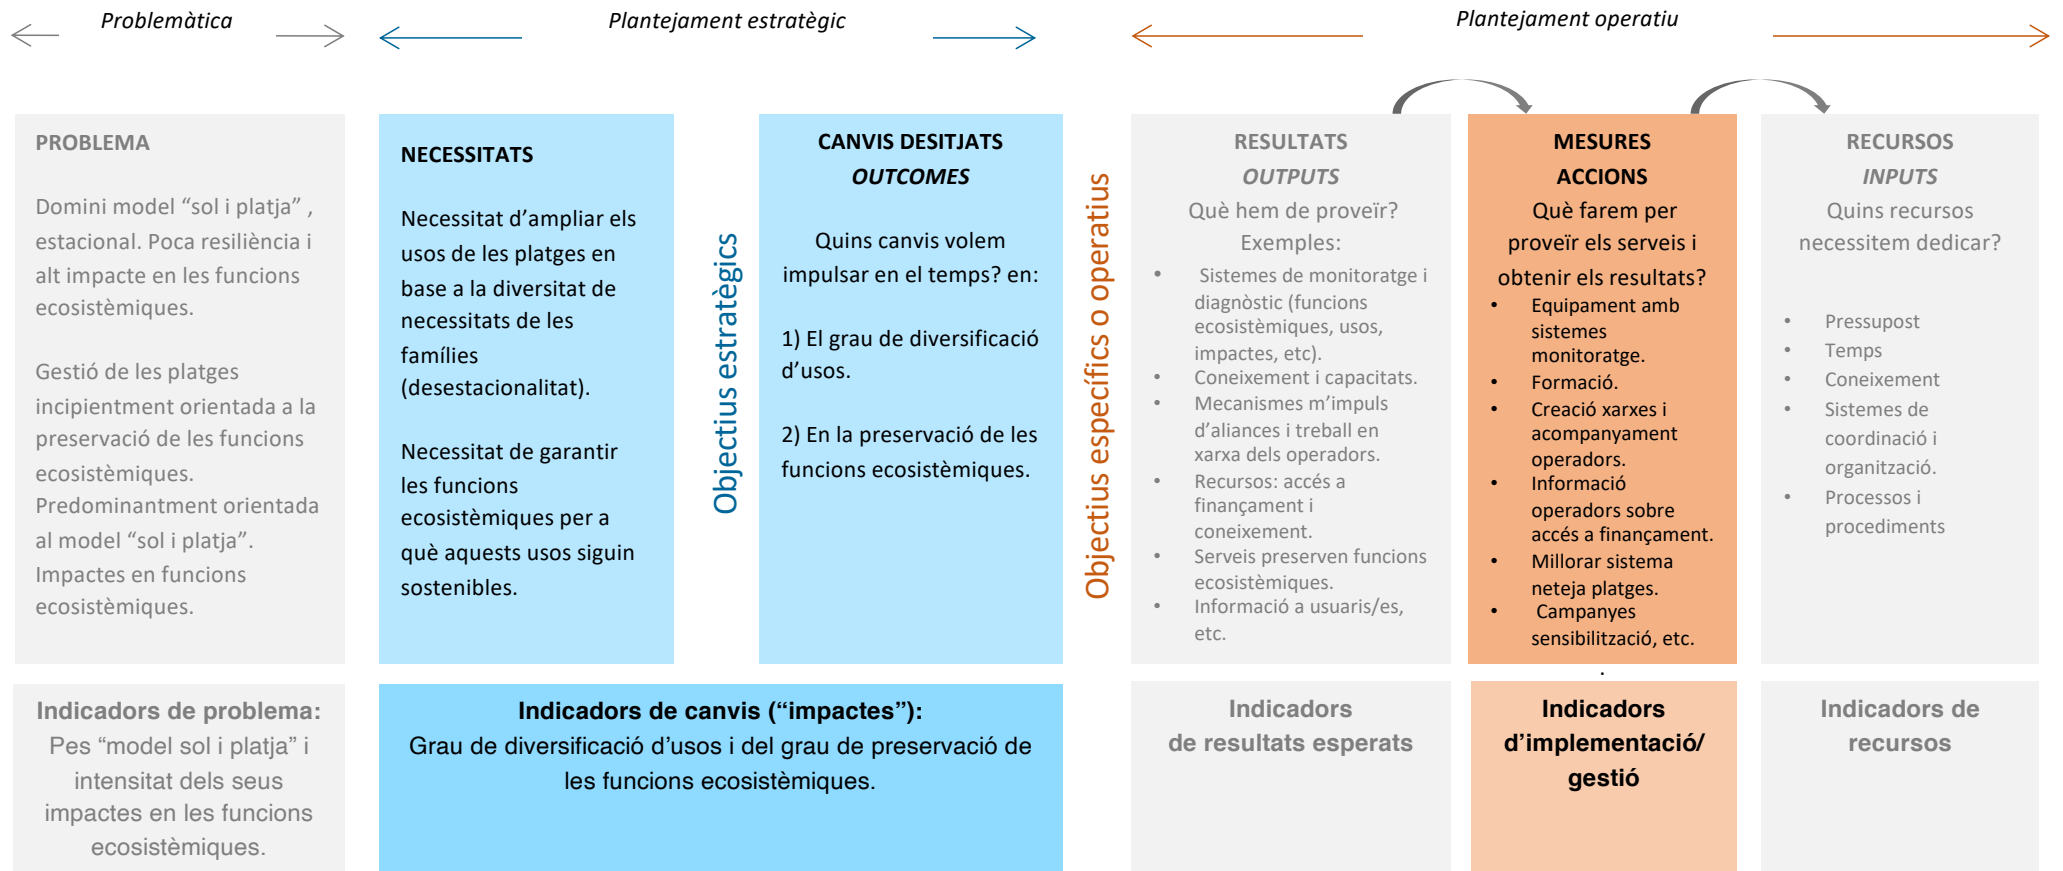 Problemàtica
Plantejament estratègic
Plantejament operatiu
PROBLEMA
Domini model “sol i platja” ,
estacional. Poca resiliència i
alt impacte en les funcions
ecosistèmiques.
Gestió de les platges
incipientment orientada a la
preservació de les funcions
ecosistèmiques.
Predominantment orientada
al model “sol i platja”.
Impactes en funcions
ecosistèmiques.
NECESSITATS
Necessitat d’ampliar els
usos de les platges en
base a la diversitat de
necessitats de les
famílies
(desestacionalitat).
Necessitat de garantir
les funcions
ecosistèmiques per a
què aquests usos siguin
sostenibles.
Objectius estratègics
CANVIS DESITJATS
OUTCOMES
Quins canvis volem
impulsar en el temps? en:
1) El grau de diversificació
d’usos.
2) En la preservació de les
funcions ecosistèmiques.
Objectius específics o operatius
RESULTATS
OUTPUTS
Què hem de proveïr?
Exemples:
• Sistemes de monitoratge i
diagnòstic (funcions
ecosistèmiques, usos,
impactes, etc).
• Coneixement i capacitats.
• Mecanismes m’impuls
d’aliances i treball en
xarxa dels operadors.
• Recursos: accés a
finançament i
coneixement.
• Serveis preserven funcions
ecosistèmiques.
• Informació a usuaris/es,
etc.
MESURES
ACCIONS
Què farem per
proveïr els serveis i
obtenir els resultats?
• Equipament amb
sistemes
monitoratge.
• Formació.
• Creació xarxes i
acompanyament
operadors.
• Informació
operadors sobre
accés a finançament.
• Millorar sistema
neteja platges.
• Campanyes
sensibilització, etc.
.
RECURSOS
INPUTS
Quins recursos
necessitem dedicar?
• Pressupost
• Temps
• Coneixement
• Sistemes de
coordinació i
organització.
• Processos i
procediments
Indicadors de problema:
Pes “model sol i platja” i
intensitat dels seus
impactes en les funcions
ecosistèmiques.
Indicadors de canvis (“impactes”):
Grau de diversificació d’usos i del grau de preservació de
les funcions ecosistèmiques.
Indicadors
de resultats esperats
Indicadors
d’implementació/
gestió
Indicadors de
recursos